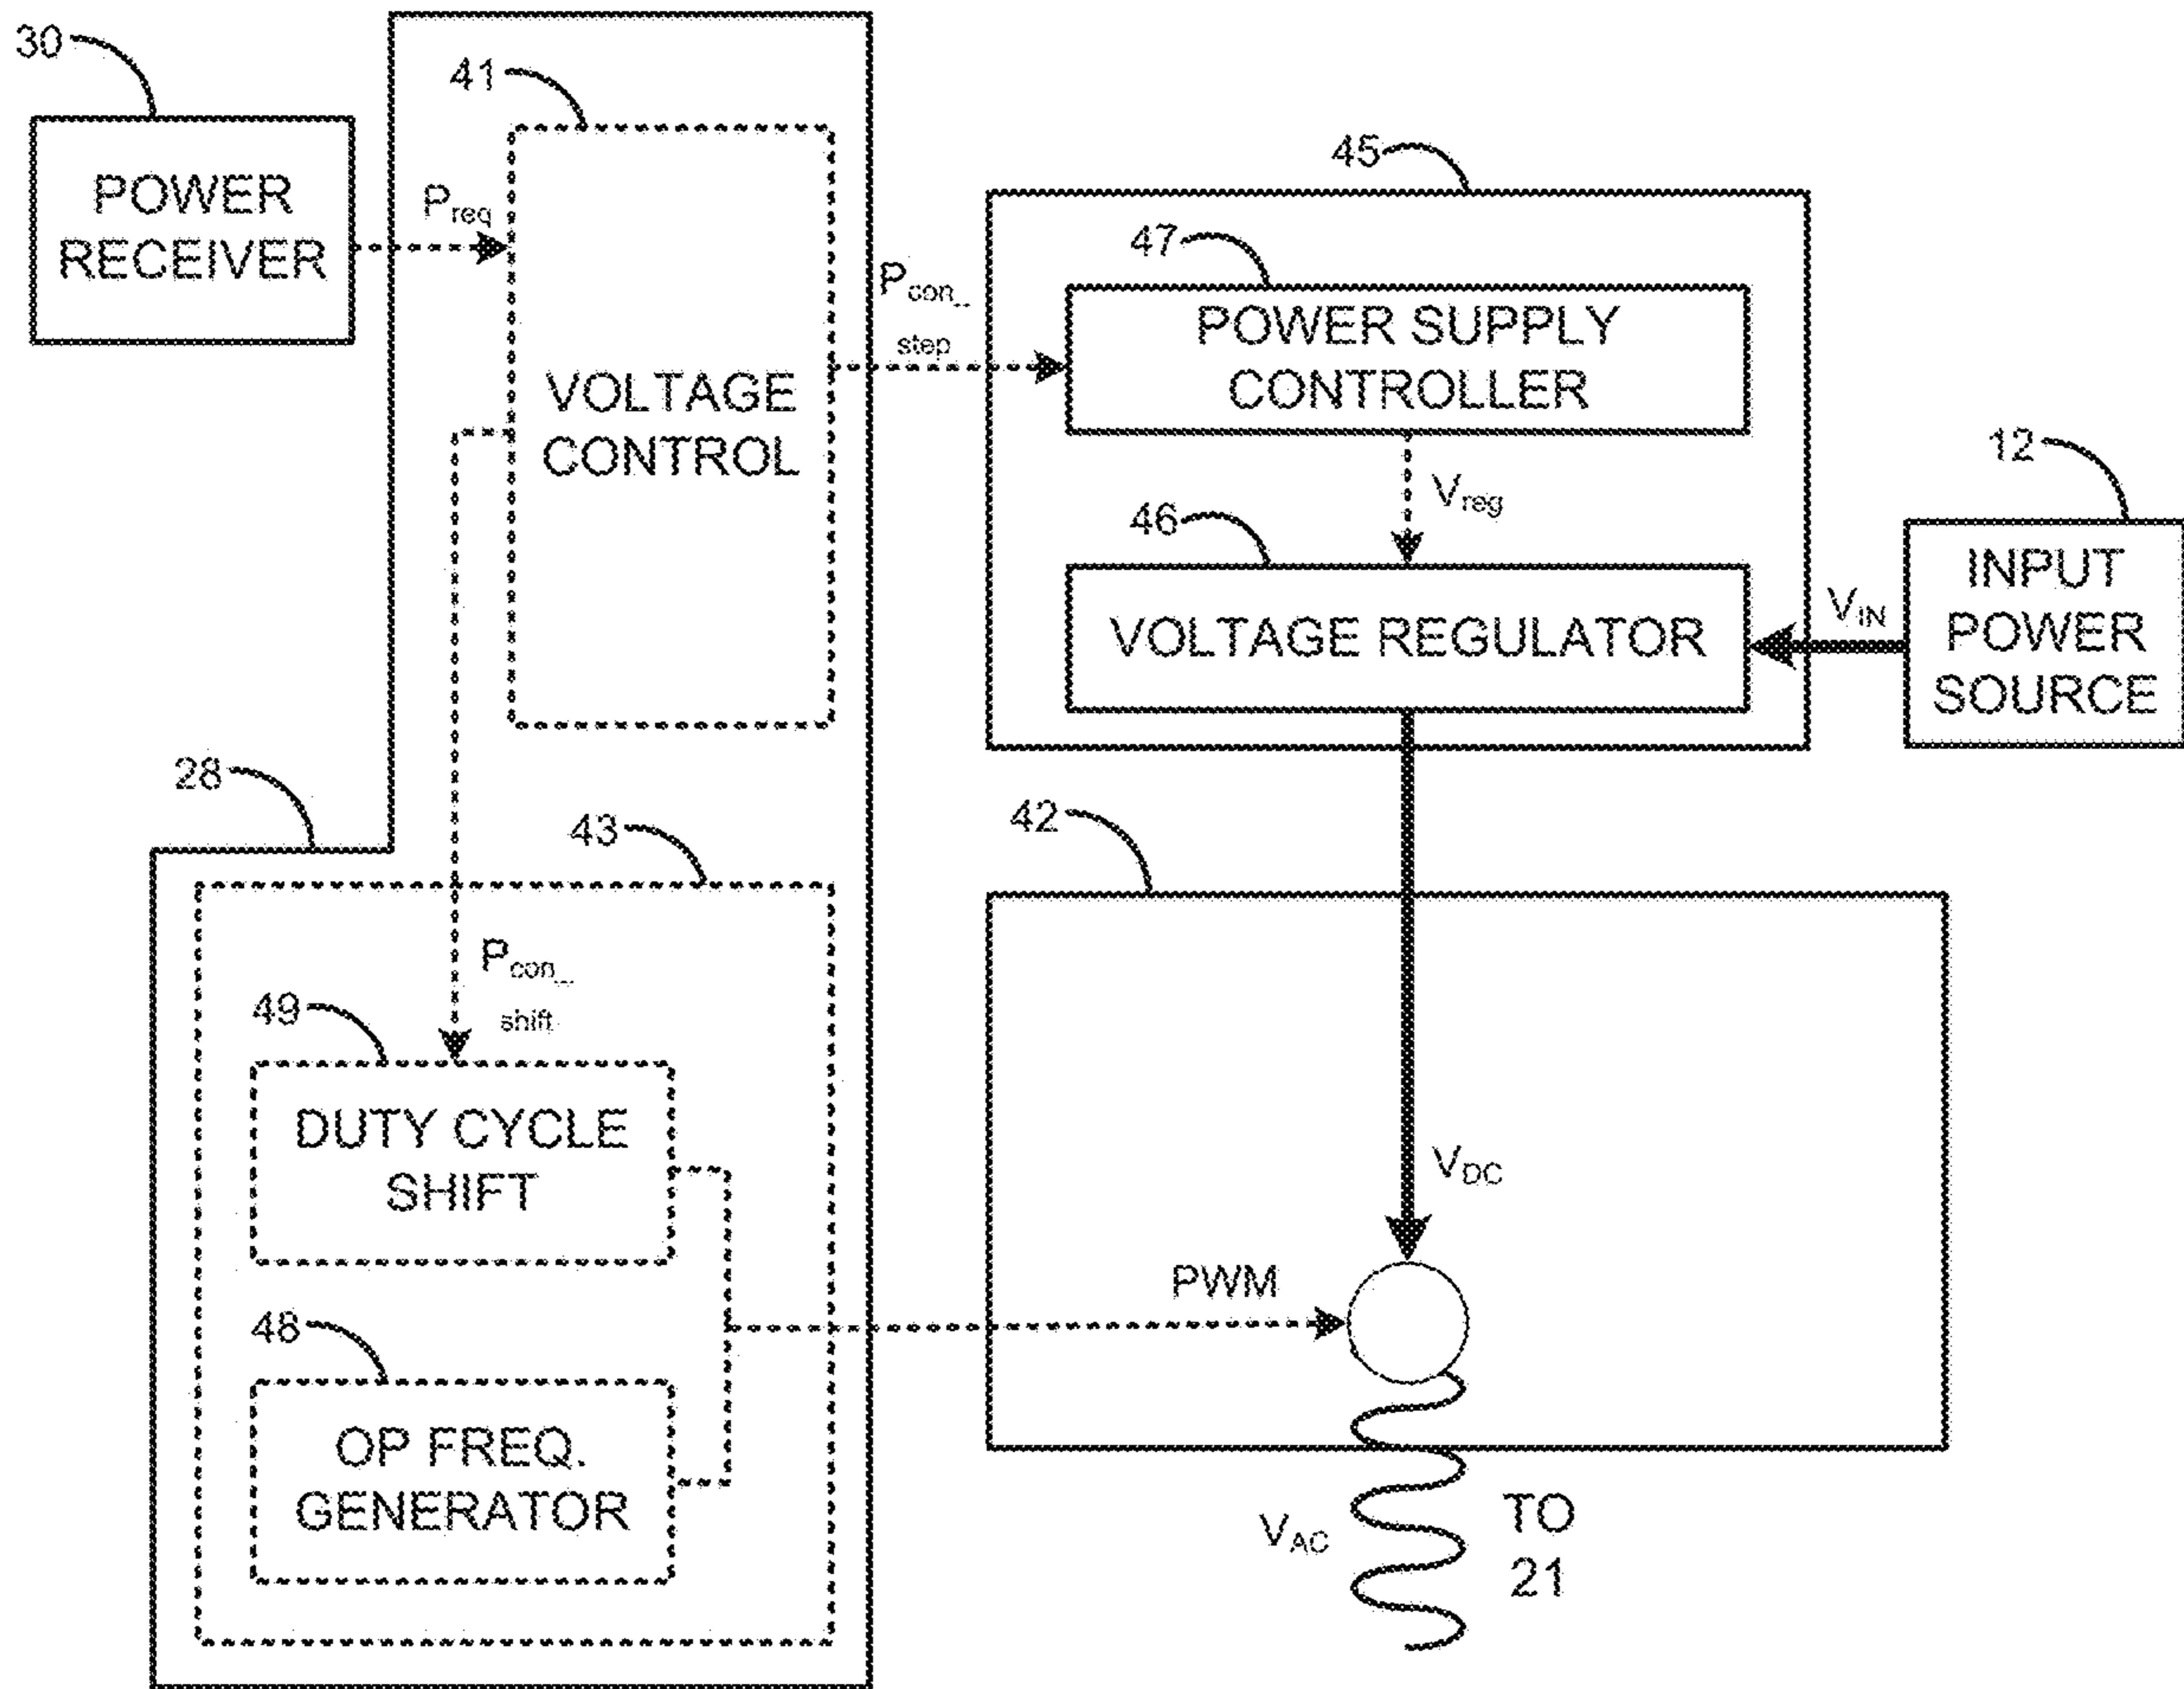 30
POWER
RECEIVER
41
Preq
VOLTAGE
CONTROL
Pcon_
step
45
47
POWER SUPPLY
CONTROLLER
Vreg
46
VOLTAGE REGULATOR
12
INPUT
POWER
SOURCE
VIN
28
43
Pcon_
shift
49
DUTY CYCLE
SHIFT
48
OP FREQ.
GENERATOR
42
VDC
PWM
VAC
TO
21